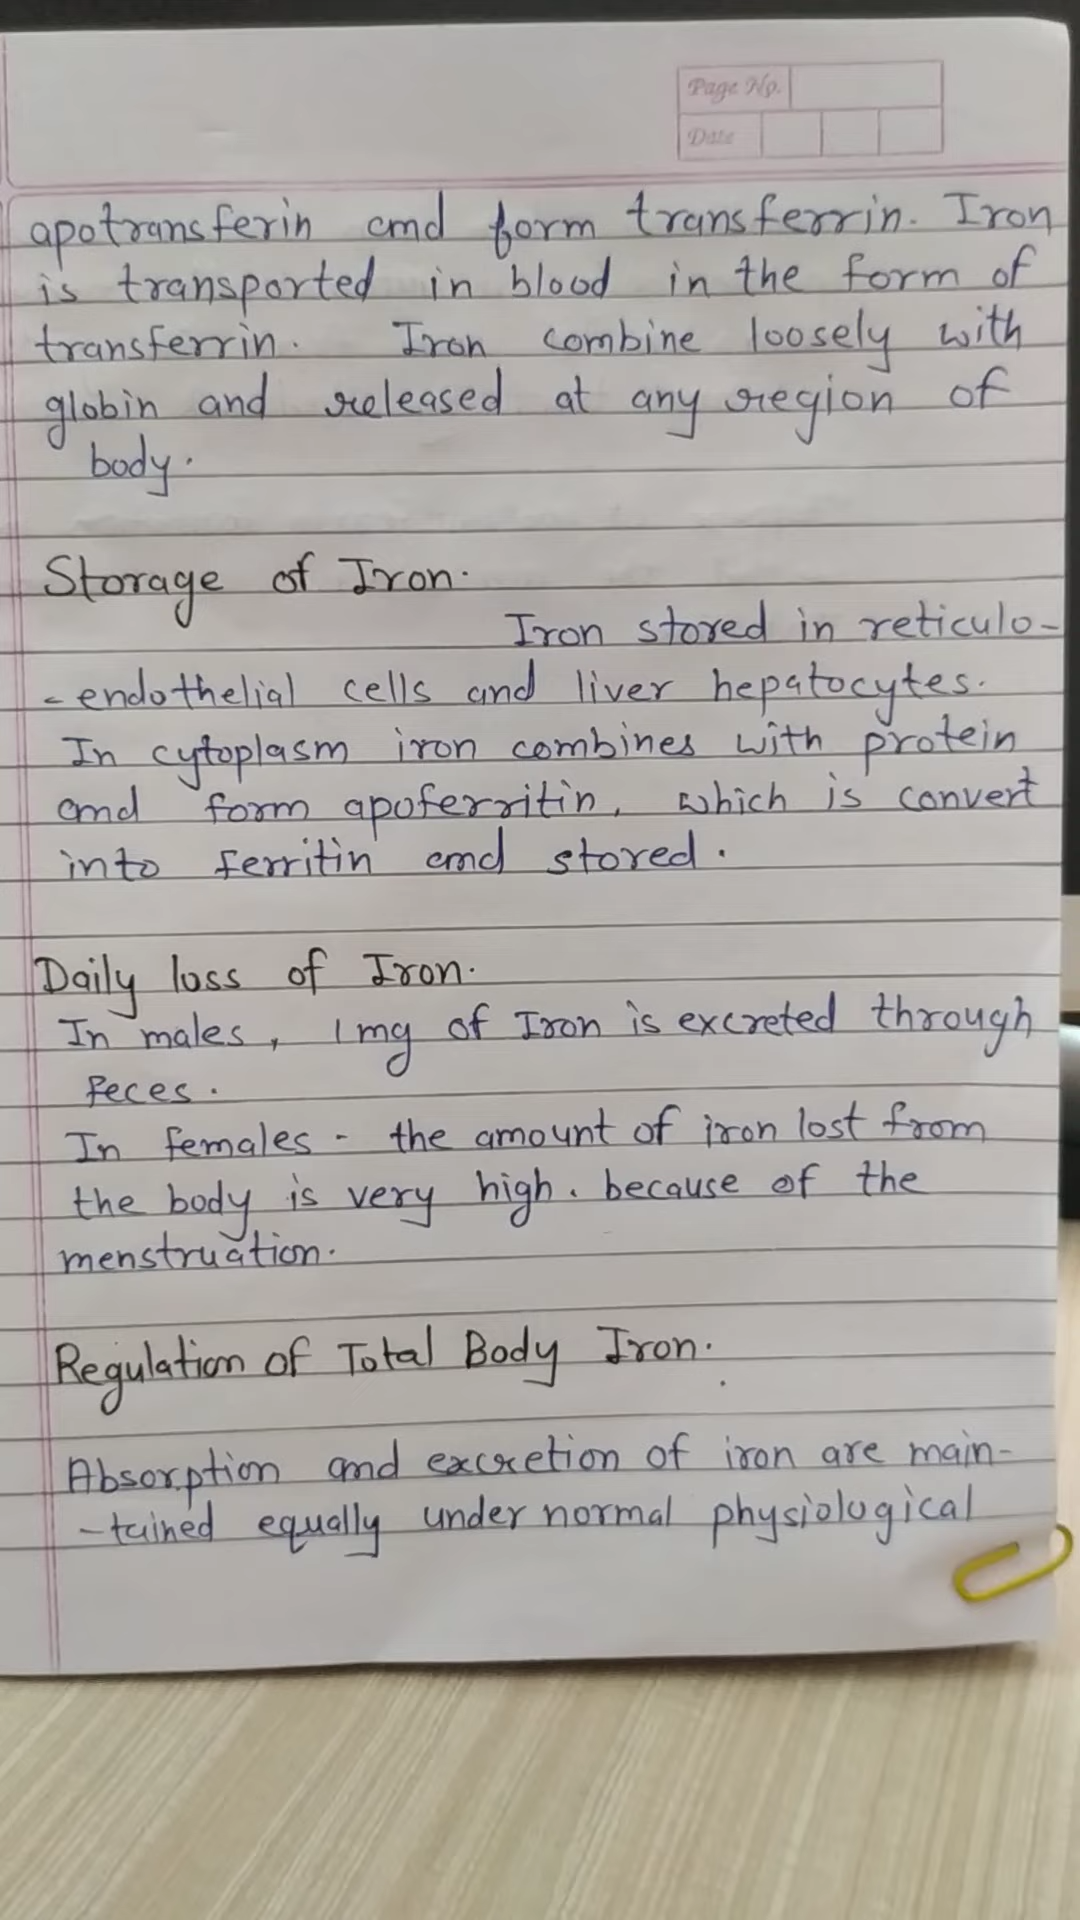 Page No.
Date
apotransferin and form transferrin. Iron
is transported in blood in the form of
transferrin. Iron combine loosely with
globin and released at any region of
body.
Storage of Iron.
Iron stored in reticulo-
-endothelial cells and liver hepatocytes.
In cytoplasm iron combines with protein
and form apoferritin, which is convert
into ferritin and stored.
Daily loss of Iron.
In males, 1mg of Iron is excreted through
feces.
In females - the amount of iron lost from
the body is very high. because of the
menstruation.
Regulation of Total Body Iron.
Absorption and excretion of iron are main-
-tained equally under normal physiological